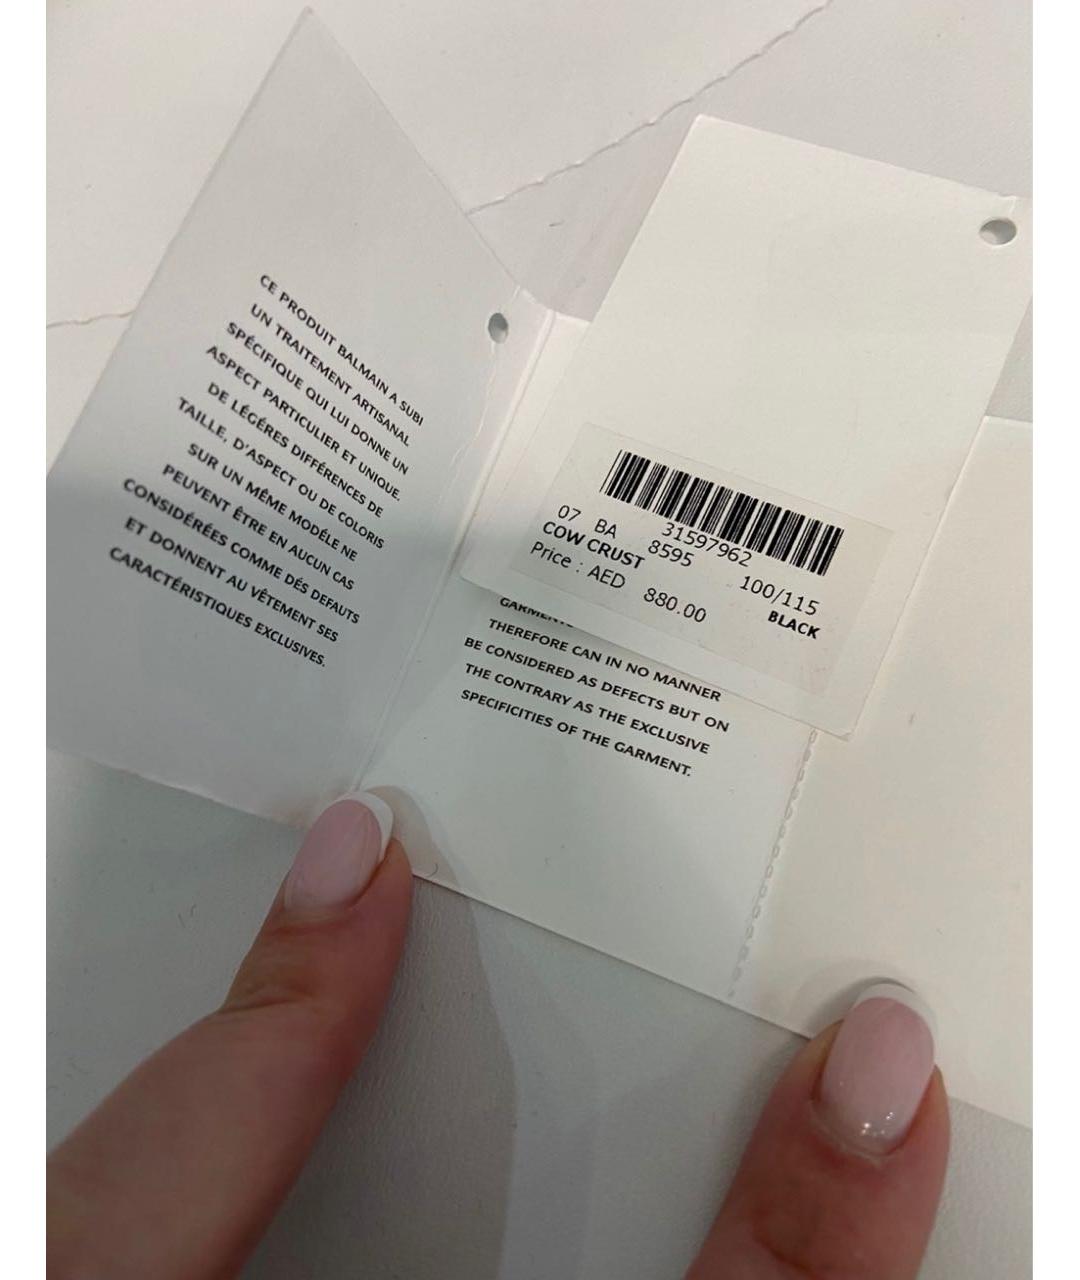 CE PRODUIT BALMAIN A SUBI
UN TRAITEMENT ARTISANAL
SPÉCIFIQUE QUI LUI DONNE UN
ASPECT PARTICULIER ET UNIQUE.
DE LÉGÉRES DIFFÉRENCES DE
TAILLE, D'ASPECT OU DE COLORIS
SUR UN MÊME MODÉLE NE
PEUVENT ÊTRE EN AUCUN CAS
CONSIDÉRÉES COMME DÉS DEFAUTS
ET DONNENT AU VÊTEMENT SES
CARACTÉRISTIQUES EXCLUSIVES.
31597962
07 BA 8595 100/115
COW CRUST BLACK
Price : AED 880.00
THEREFORE CAN IN NO MANNER
BE CONSIDERED AS DEFECTS BUT ON
THE CONTRARY AS THE EXCLUSIVE
SPECIFICITIES OF THE GARMENT.